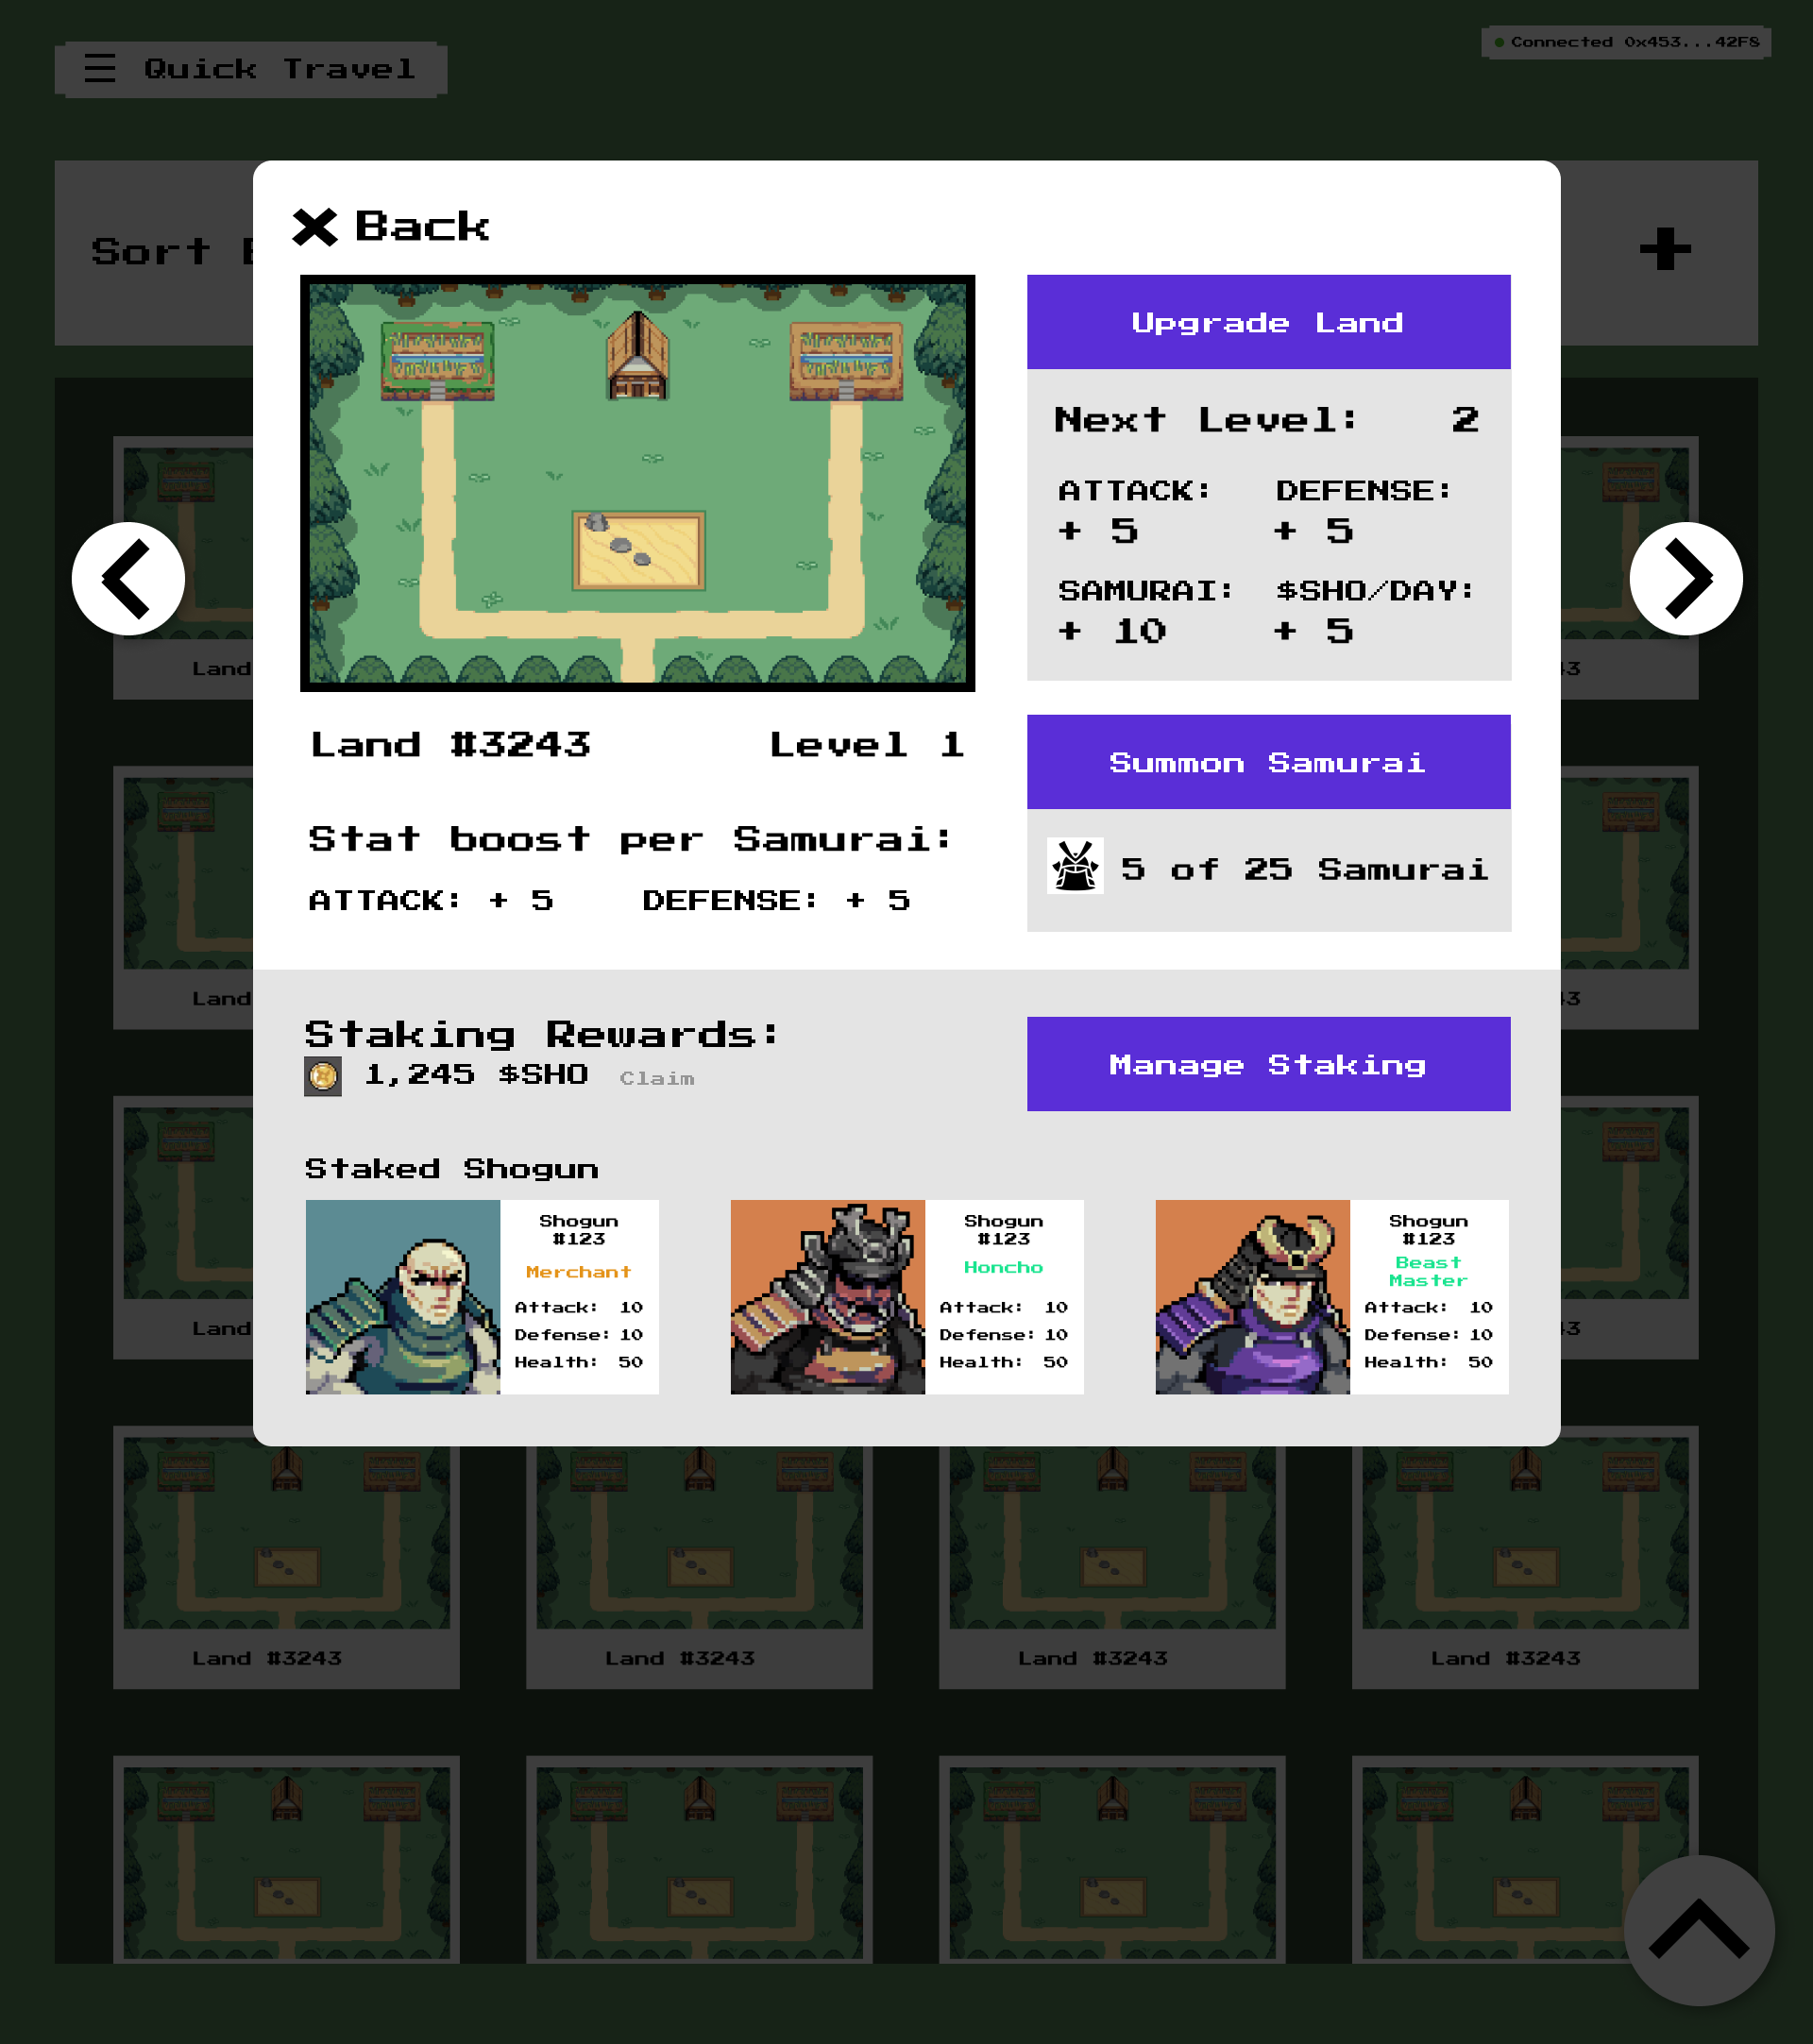 Quick Travel
Connected 0x453...42F8
Sort
Back
Upgrade Land
Next Level: 2
ATTACK: DEFENSE:
+ 5 + 5
SAMURAI: $SHO/DAY:
+ 10 + 5
Land #3243 Level 1
Summon Samurai
Stat boost per Samurai:
5 of 25 Samurai
ATTACK: + 5 DEFENSE: + 5
Staking Rewards:
1,245 $SHO Claim
Manage Staking
Staked Shogun
Shogun
#123
Merchant
Attack: 10
Defense: 10
Health: 50
Shogun
#123
Honcho
Attack: 10
Defense: 10
Health: 50
Shogun
#123
Beast
Master
Attack: 10
Defense: 10
Health: 50
Land
Land
Land
Land #3243 Land #3243 Land #3243 Land #3243